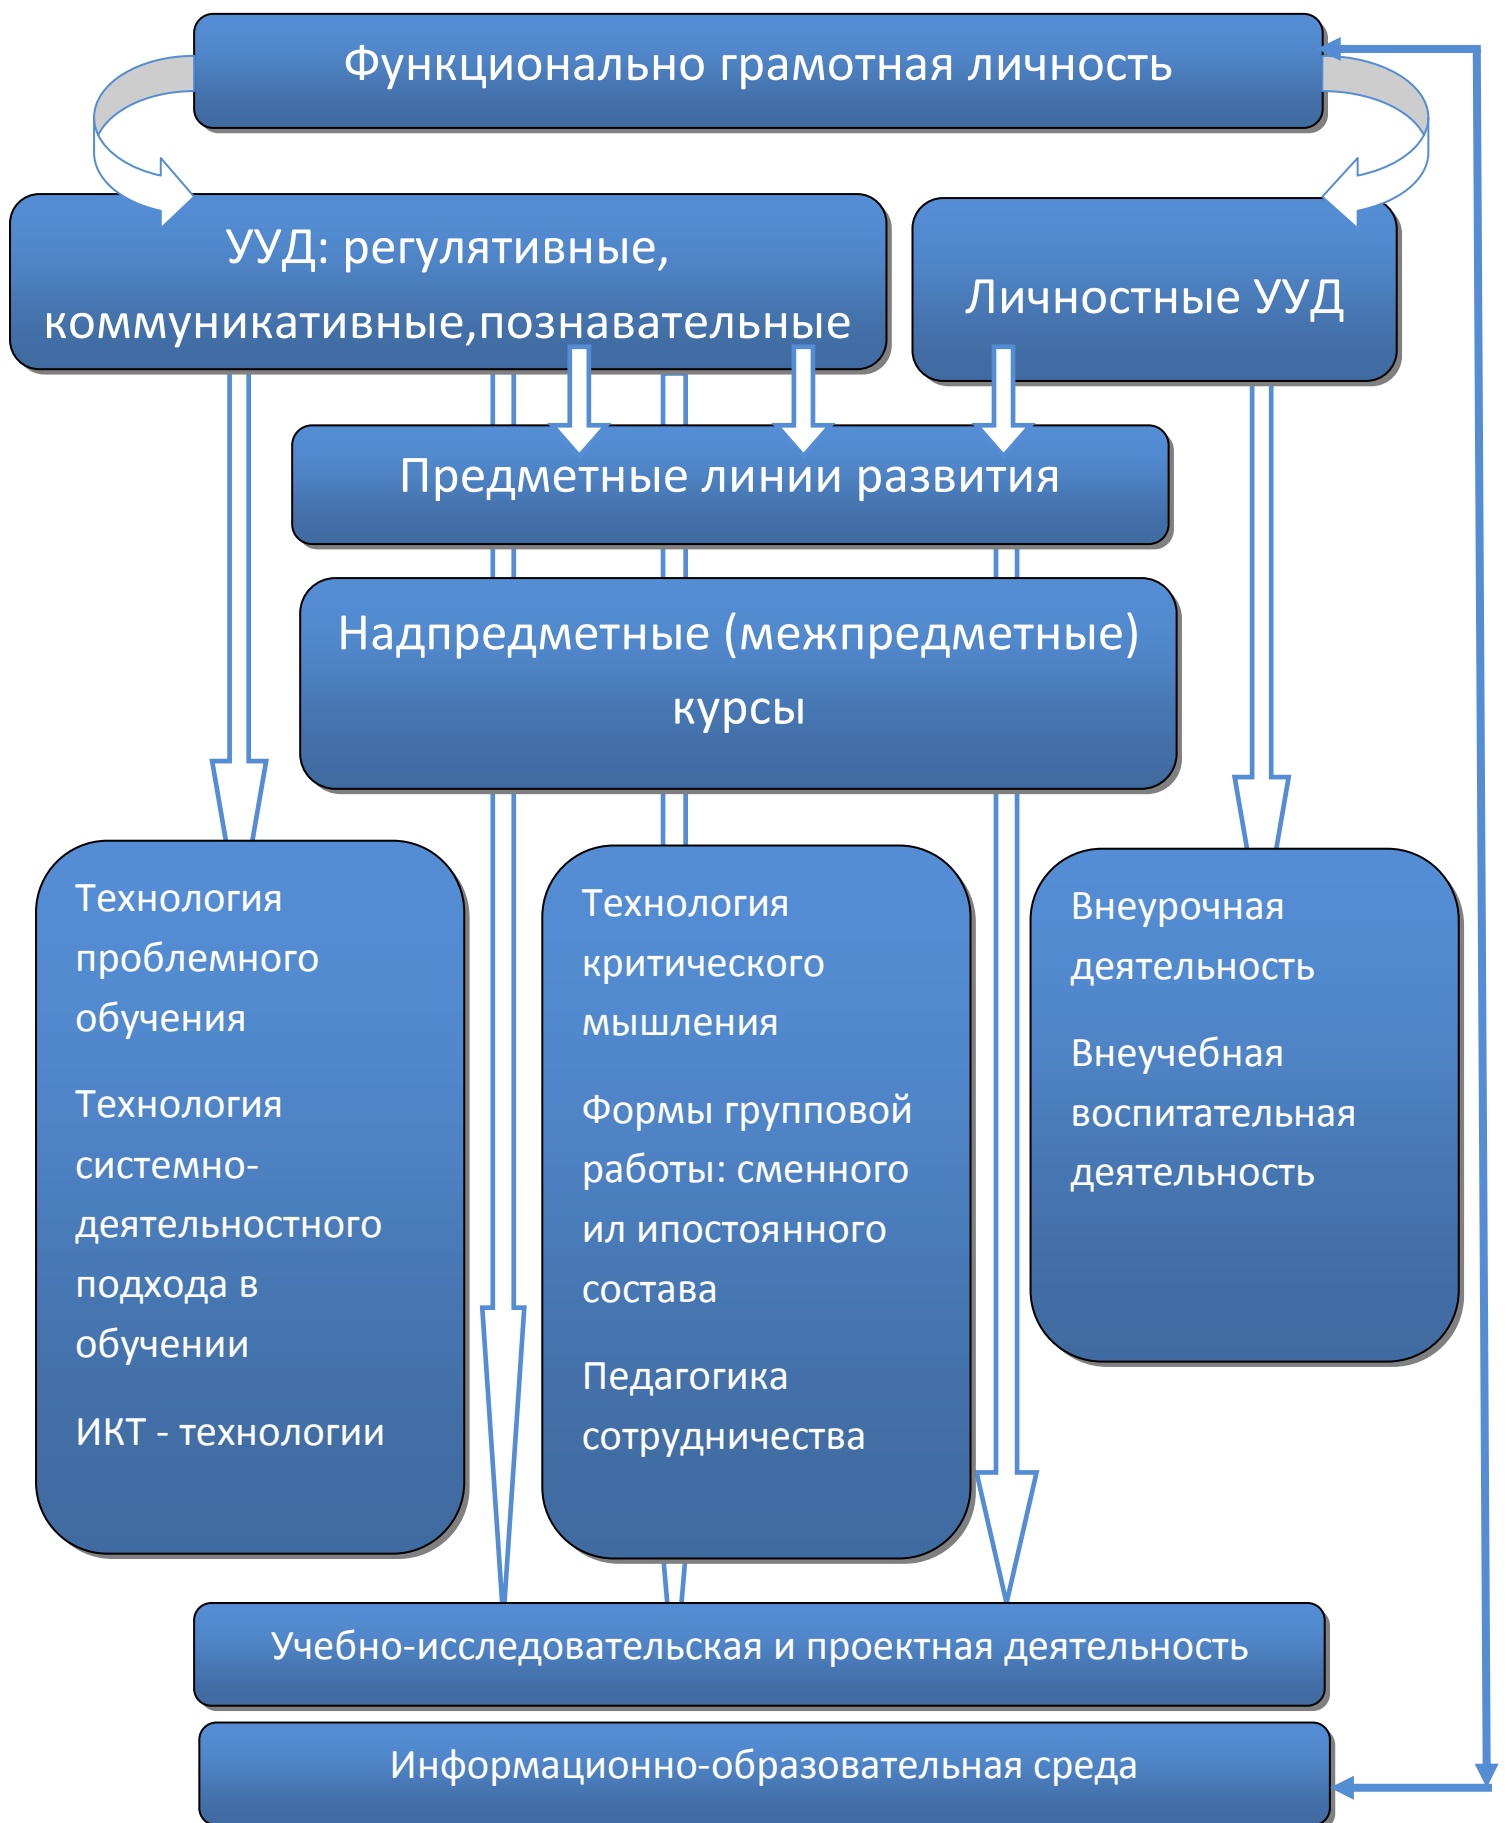 Функционально грамотная личность
УУД: регулятивные,
коммуникативные,познавательные
Личностные УУД
Предметные линии развития
Надпредметные (межпредметные)
курсы
Технология
проблемного
обучения
Технология
системно-
деятельностного
подхода в
обучении
ИКТ - технологии
Технология
критического
мышления
Формы групповой
работы: сменного
ил ипостоянного
состава
Педагогика
сотрудничества
Внеурочная
деятельность
Внеучебная
воспитательная
деятельность
Учебно-исследовательская и проектная деятельность
Информационно-образовательная среда